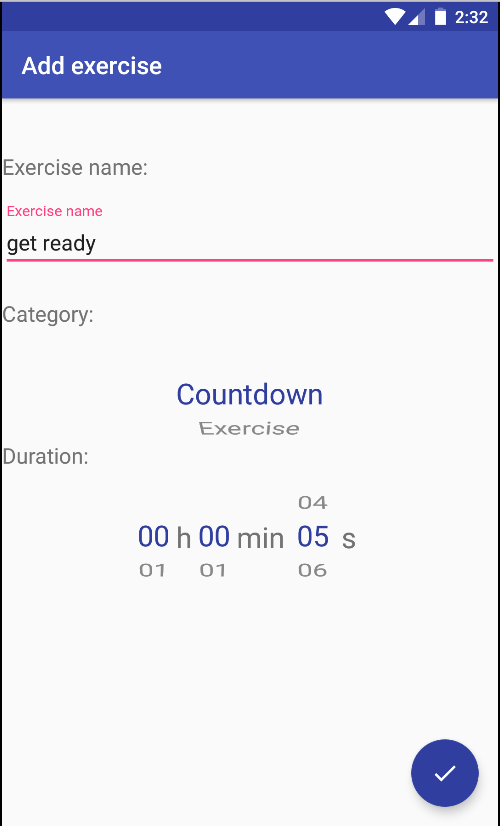 2:32
Add exercise
Exercise name:
Exercise name
get ready
Category:
Countdown
Exercise
Duration:
04
00 h 00 min 05 s
01 01 06